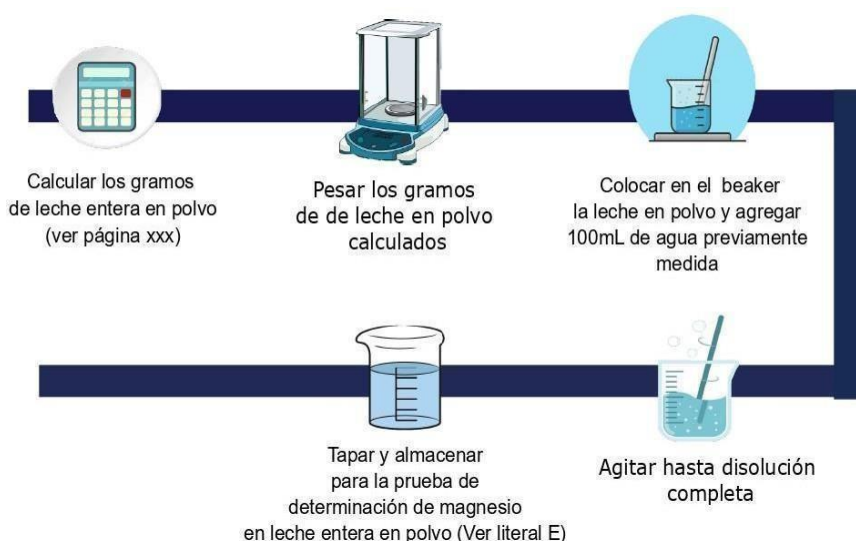 Calcular los gramos
de leche entera en polvo
(ver página xxx)
Pesar los gramos
de de leche en polvo
calculados
Colocar en el beaker
la leche en polvo y agregar
100mL de agua previamente
medida
Agitar hasta disolución
completa
Tapar y almacenar
para la prueba de
determinación de magnesio
en leche entera en polvo (Ver literal E)